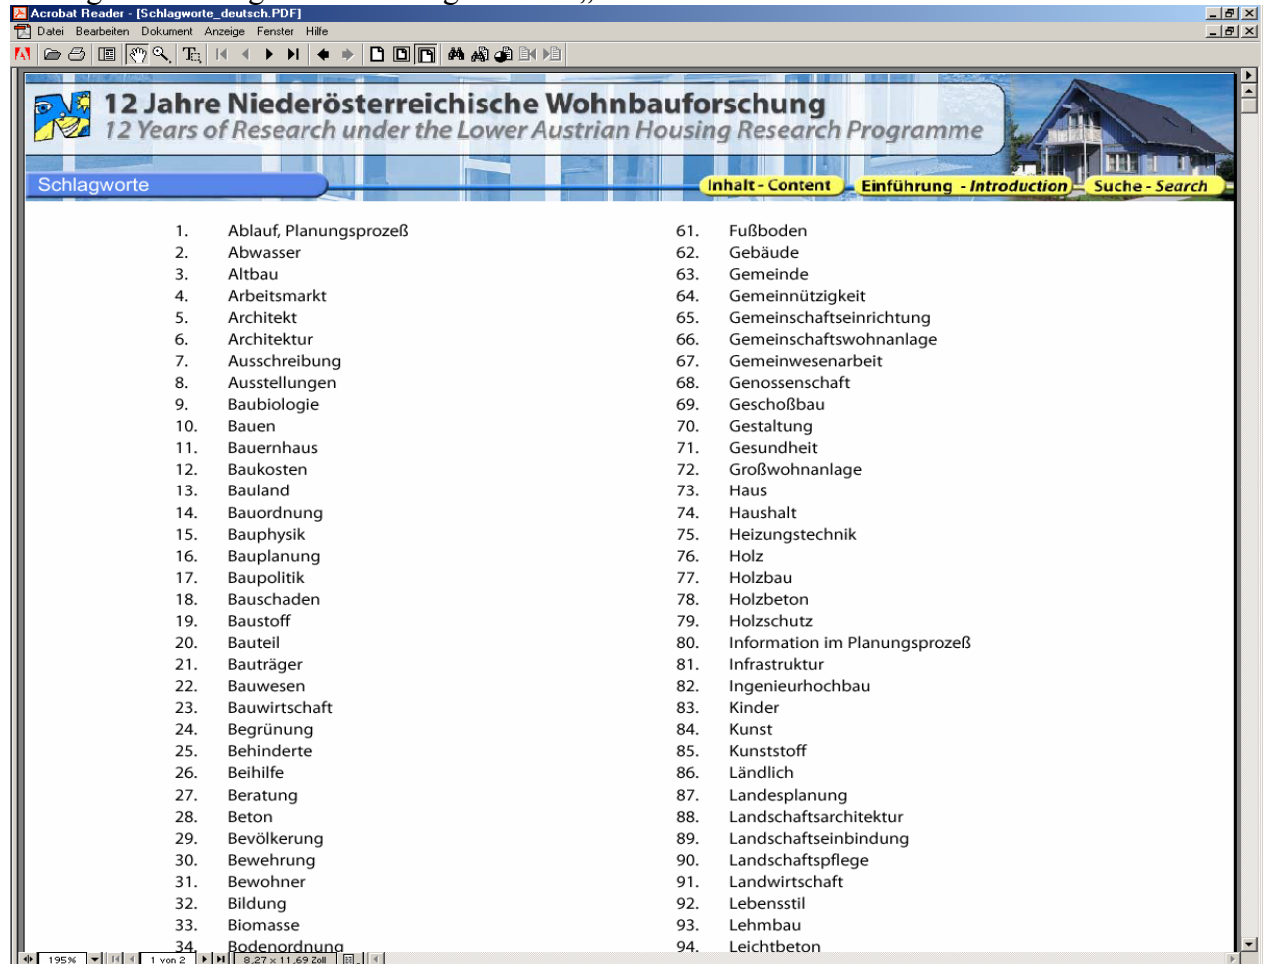 Acrobat Reader - [Schlagworte_deutsch.PDF]
Datei Bearbeiten Dokument Anzeige Fenster Hilfe
12 Jahre Niederösterreichische Wohnbauforschung
12 Years of Research under the Lower Austrian Housing Research Programme
Schlagworte
Inhalt - Content
Einführung - Introduction
Suche - Search
1. Ablauf, Planungsprozeß
2. Abwasser
3. Altbau
4. Arbeitsmarkt
5. Architekt
6. Architektur
7. Ausschreibung
8. Ausstellungen
9. Baubiologie
10. Bauen
11. Bauernhaus
12. Baukosten
13. Bauland
14. Bauordnung
15. Bauphysik
16. Bauplanung
17. Baupolitik
18. Bauschaden
19. Baustoff
20. Bauteil
21. Bauträger
22. Bauwesen
23. Bauwirtschaft
24. Begrünung
25. Behinderte
26. Beihilfe
27. Beratung
28. Beton
29. Bevölkerung
30. Bewehrung
31. Bewohner
32. Bildung
33. Biomasse
34. Bodenordnung
61. Fußboden
62. Gebäude
63. Gemeinde
64. Gemeinnützigkeit
65. Gemeinschaftseinrichtung
66. Gemeinschaftswohnanlage
67. Gemeinwesenarbeit
68. Genossenschaft
69. Geschoßbau
70. Gestaltung
71. Gesundheit
72. Großwohnanlage
73. Haus
74. Haushalt
75. Heizungstechnik
76. Holz
77. Holzbau
78. Holzbeton
79. Holzschutz
80. Information im Planungsprozeß
81. Infrastruktur
82. Ingenieurhochbau
83. Kinder
84. Kunst
85. Kunststoff
86. Ländlich
87. Landesplanung
88. Landschaftsarchitektur
89. Landschaftseinbindung
90. Landschaftspflege
91. Landwirtschaft
92. Lebensstil
93. Lehmbau
94. Leichtbeton
195% 1 von 2 8,27 x 11,69 Zoll